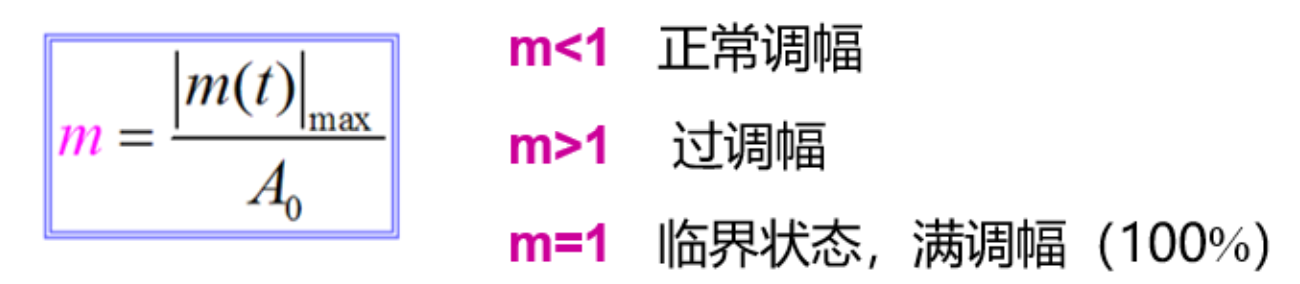 m = |m(t)|max / A0
m<1 正常调幅
m>1 过调幅
m=1 临界状态，满调幅（100%）